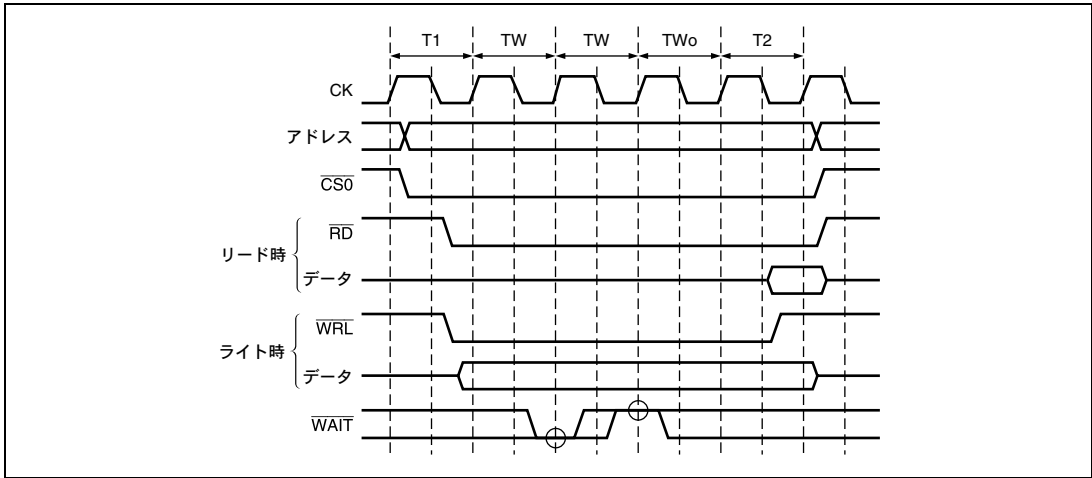 T1 TW TW TWo T2
CK
アドレス
CS0
リード時
RD
データ
ライト時
WRL
データ
WAIT